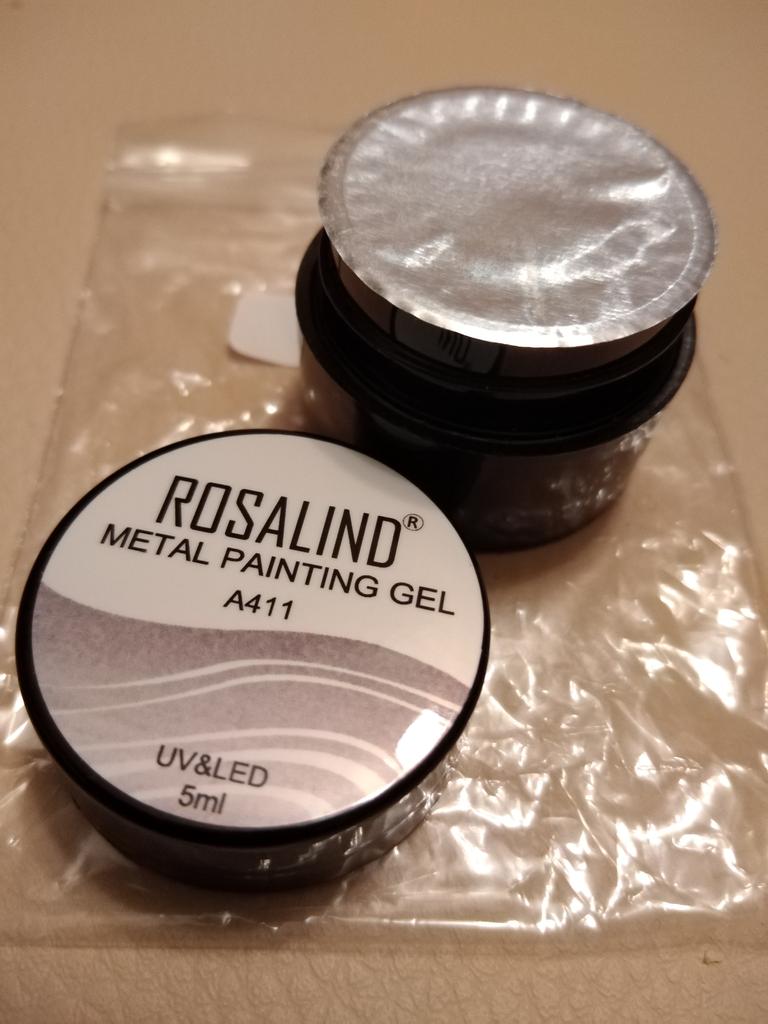 ROSALIND®
METAL PAINTING GEL
A411
UV&LED
5ml